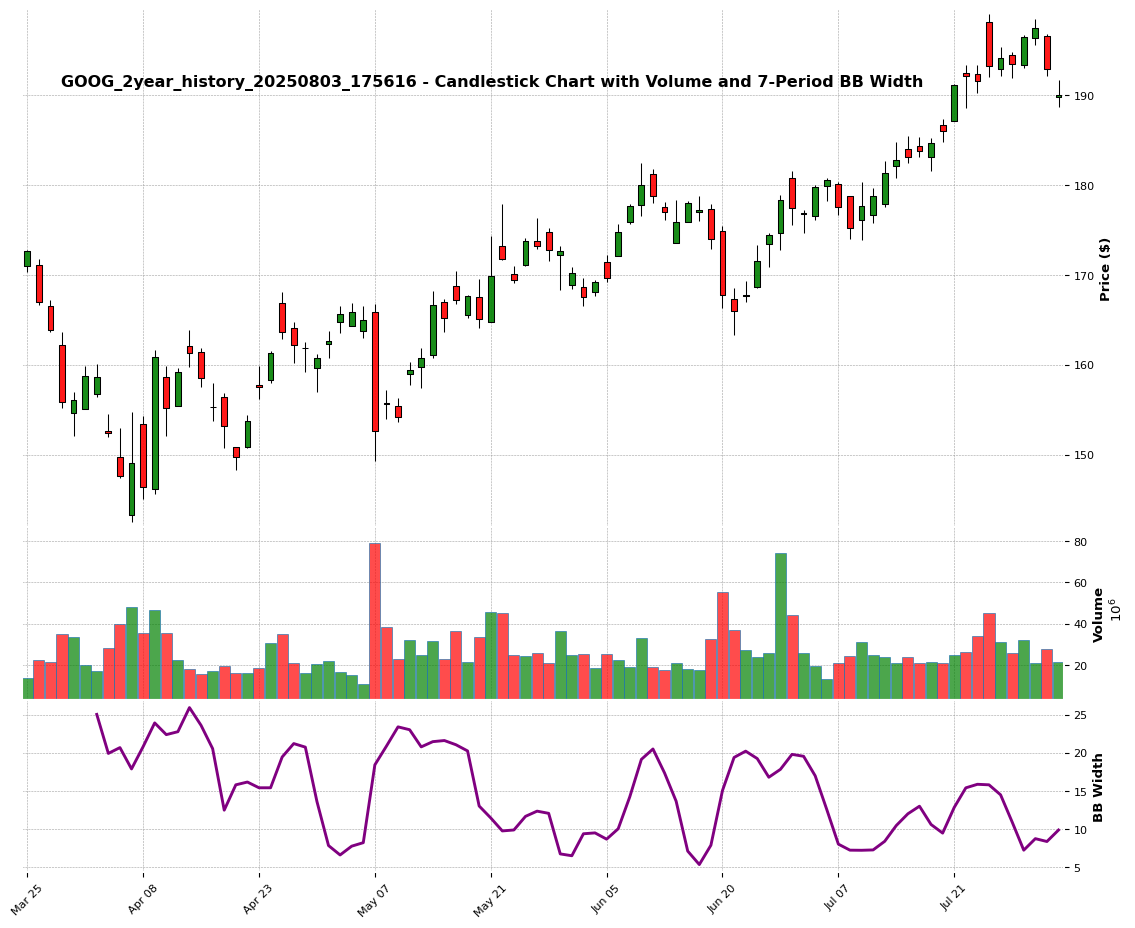 GOOG_2year_history_20250803_175616 - Candlestick Chart with Volume and 7-Period BB Width
190
180
170
160
150
Price ($)
80
60
40
20
Volume
10^6
25
20
15
10
5
BB Width
Mar 25
Apr 08
Apr 23
May 07
May 21
Jun 05
Jun 20
Jul 07
Jul 21